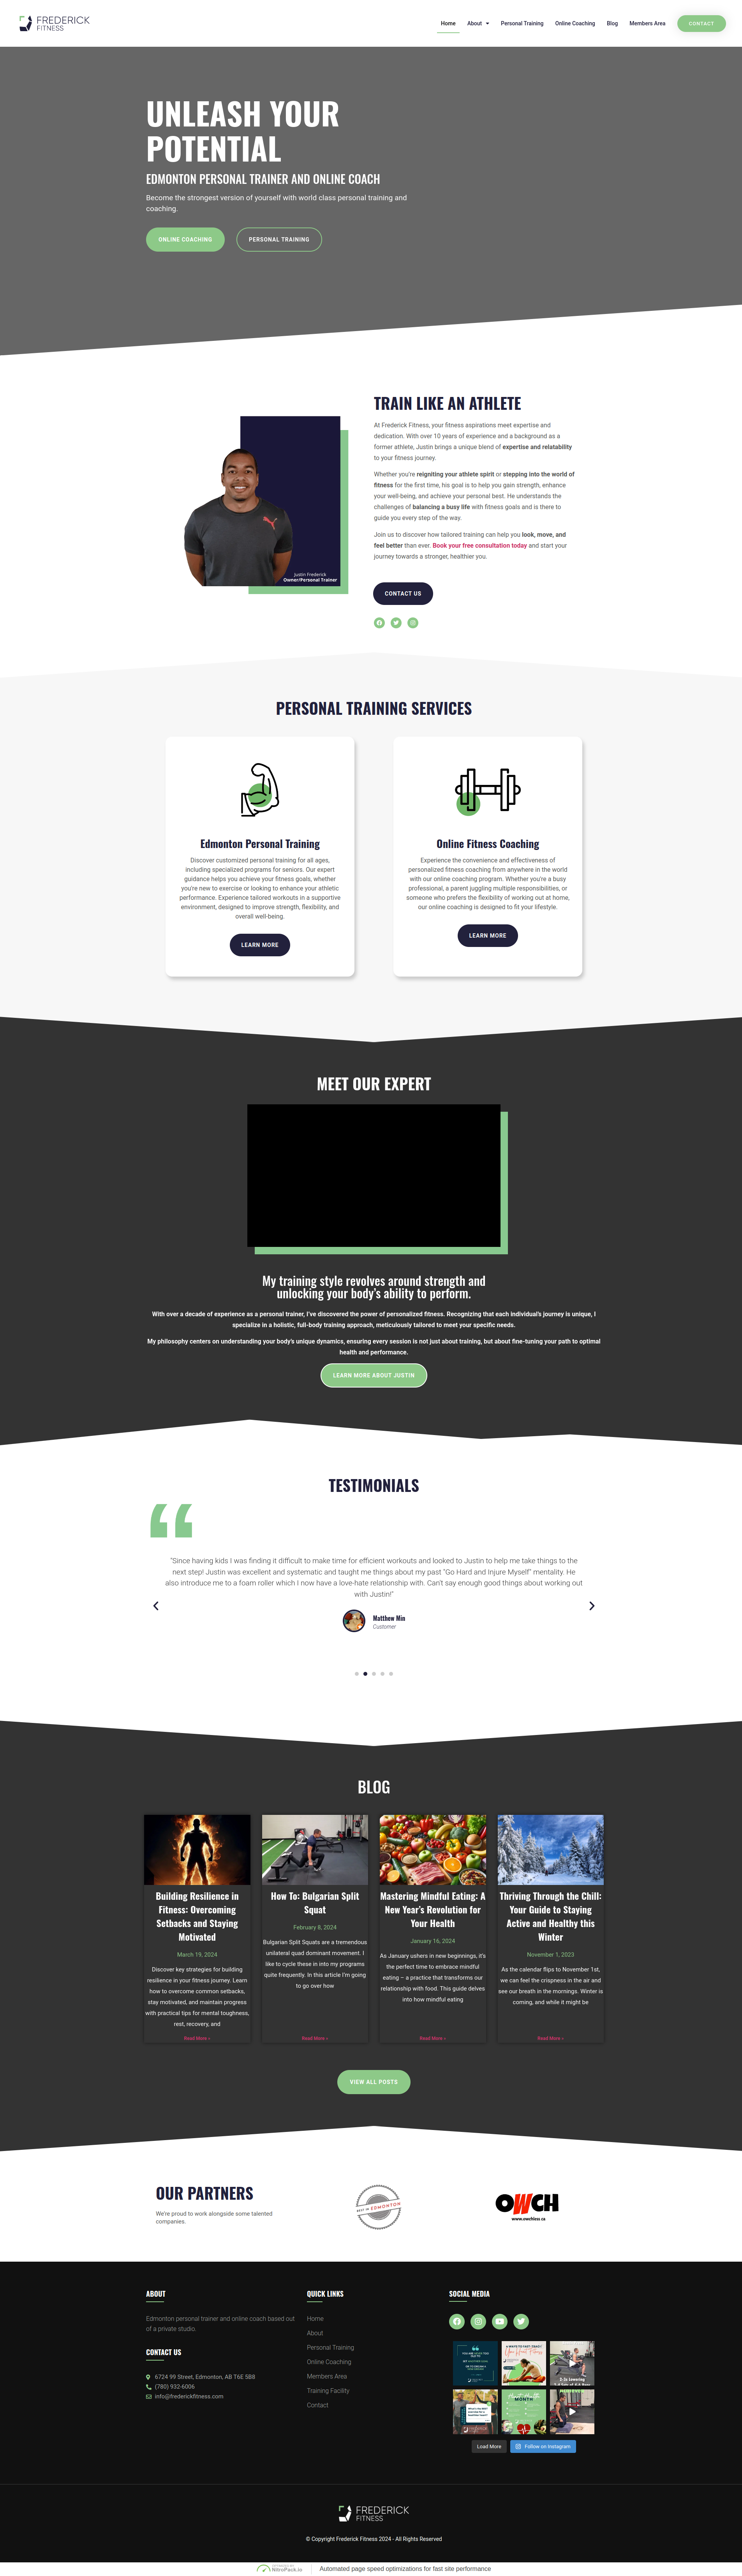 FREDERICK
FITNESS
Home
About
Personal Training
Online Coaching
Blog
Members Area
CONTACT
UNLEASH YOUR
POTENTIAL
EDMONTON PERSONAL TRAINER AND ONLINE COACH
Become the strongest version of yourself with world class personal training and
coaching.
ONLINE COACHING
PERSONAL TRAINING
TRAIN LIKE AN ATHLETE
At Frederick Fitness, your fitness aspirations meet expertise and
dedication. With over 10 years of experience and a background as a
former athlete, Justin brings a unique blend of expertise and relatability
to your fitness journey.
Whether you're reigniting your athlete spirit or stepping into the world of
fitness for the first time, his goal is to help you gain strength, enhance
your well-being, and achieve your personal best. He understands the
challenges of balancing a busy life with fitness goals and is there to
guide you every step of the way.
Join us to discover how tailored training can help you look, move, and
feel better than ever. Book your free consultation today and start your
journey towards a stronger, healthier you.
Justin Frederick
Owner/Personal Trainer
CONTACT US
PERSONAL TRAINING SERVICES
Edmonton Personal Training
Discover customized personal training for all ages,
including specialized programs for seniors. Our expert
guidance helps you achieve your fitness goals, whether
you're new to exercise or looking to enhance your athletic
performance. Experience tailored workouts in a supportive
environment, designed to improve strength, flexibility, and
overall well-being.
LEARN MORE
Online Fitness Coaching
Experience the convenience and effectiveness of
personalized fitness coaching from anywhere in the world
with our online coaching program. Whether you're a busy
professional, a parent juggling multiple responsibilities, or
someone who prefers the flexibility of working out at home,
our online coaching is designed to fit your lifestyle.
LEARN MORE
MEET OUR EXPERT
My training style revolves around strength and
unlocking your body's ability to perform.
With over a decade of experience as a personal trainer, I've discovered the power of personalized fitness. Recognizing that each individual's journey is unique, I
specialize in a holistic, full-body training approach, meticulously tailored to meet your specific needs.
My philosophy centers on understanding your body's unique dynamics, ensuring every session is not just about training, but about fine-tuning your path to optimal
health and performance.
LEARN MORE ABOUT JUSTIN
TESTIMONIALS
"Since having kids I was finding it difficult to make time for efficient workouts and looked to Justin to help me take things to the
next step! Justin was excellent and systematic and taught me things about my past "Go Hard and Injure Myself" mentality. He
also introduce me to a foam roller which I now have a love-hate relationship with. Can't say enough good things about working out
with Justin!"
Matthew Min
Customer
BLOG
Building Resilience in
Fitness: Overcoming
Setbacks and Staying
Motivated
March 19, 2024
Discover key strategies for building
resilience in your fitness journey. Learn
how to overcome common setbacks,
stay motivated, and maintain progress
with practical tips for mental toughness,
rest, recovery, and
Read More »
How To: Bulgarian Split
Squat
February 8, 2024
Bulgarian Split Squats are a tremendous
unilateral quad dominant movement. I
like to cycle these in into my programs
quite frequently. In this article I'm going
to go over how
Read More »
Mastering Mindful Eating: A
New Year's Revolution for
Your Health
January 16, 2024
As January ushers in new beginnings, it's
the perfect time to embrace mindful
eating – a practice that transforms our
relationship with food. This guide delves
into how mindful eating
Read More »
Thriving Through the Chill:
Your Guide to Staying
Active and Healthy this
Winter
November 1, 2023
As the calendar flips to November 1st,
we can feel the crispness in the air and
see our breath in the mornings. Winter is
coming, and while it might be
Read More »
VIEW ALL POSTS
OUR PARTNERS
We're proud to work alongside some talented
companies.
BEST IN EDMONTON
OWCH
www.owchinq.ca
ABOUT
Edmonton personal trainer and online coach based out
of a private studio.
CONTACT US
6724 99 Street, Edmonton, AB T6E 5B8
(780) 932-6006
info@frederickfitness.com
QUICK LINKS
Home
About
Personal Training
Online Coaching
Members Area
Training Facility
Contact
SOCIAL MEDIA
MONTH
Load More
Follow on Instagram
FREDERICK
FITNESS
© Copyright Frederick Fitness 2024 - All Rights Reserved
NitroPack.io
Automated page speed optimizations for fast site performance